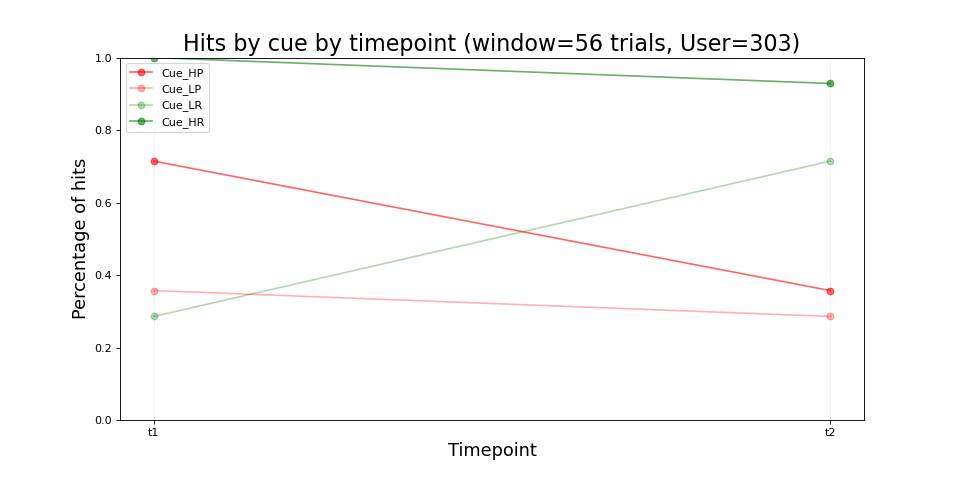 Hits by cue by timepoint (window=56 trials, User=303)
Cue_HP
Cue_LP
Cue_LR
Cue_HR
Percentage of hits
1.0
0.8
0.6
0.4
0.2
0.0
t1
t2
Timepoint